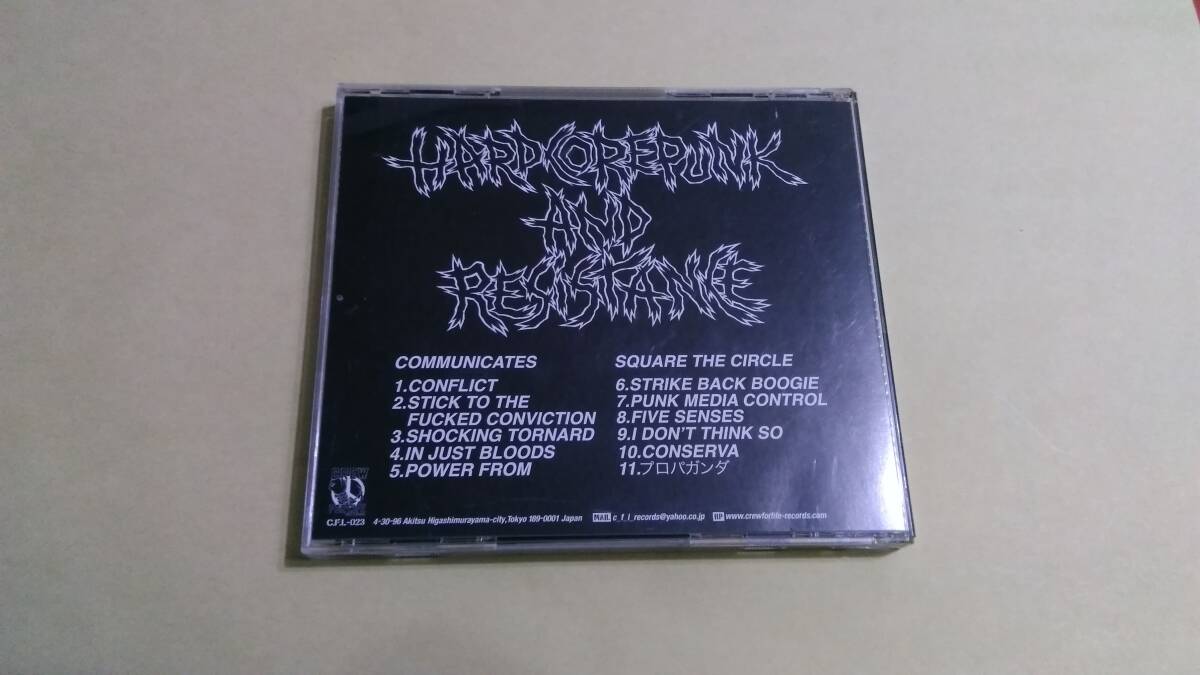 HARDCOREPUNK
AND
RESISTANCE
COMMUNICATES
1.CONFLICT
2.STICK TO THE
FUCKED CONVICTION
3.SHOCKING TORNARD
4.IN JUST BLOODS
5.POWER FROM
SQUARE THE CIRCLE
6.STRIKE BACK BOOGIE
7.PUNK MEDIA CONTROL
8.FIVE SENSES
9.I DON'T THINK SO
10.CONSERVA
11.プロパガンダ
CREW
C.F.L-023 4-30-96 Akitsu Higashimurayama-city,Tokyo 189-0001 Japan MAIL c_f_l_records@yahoo.co.jp HP www.crewforlife-records.com